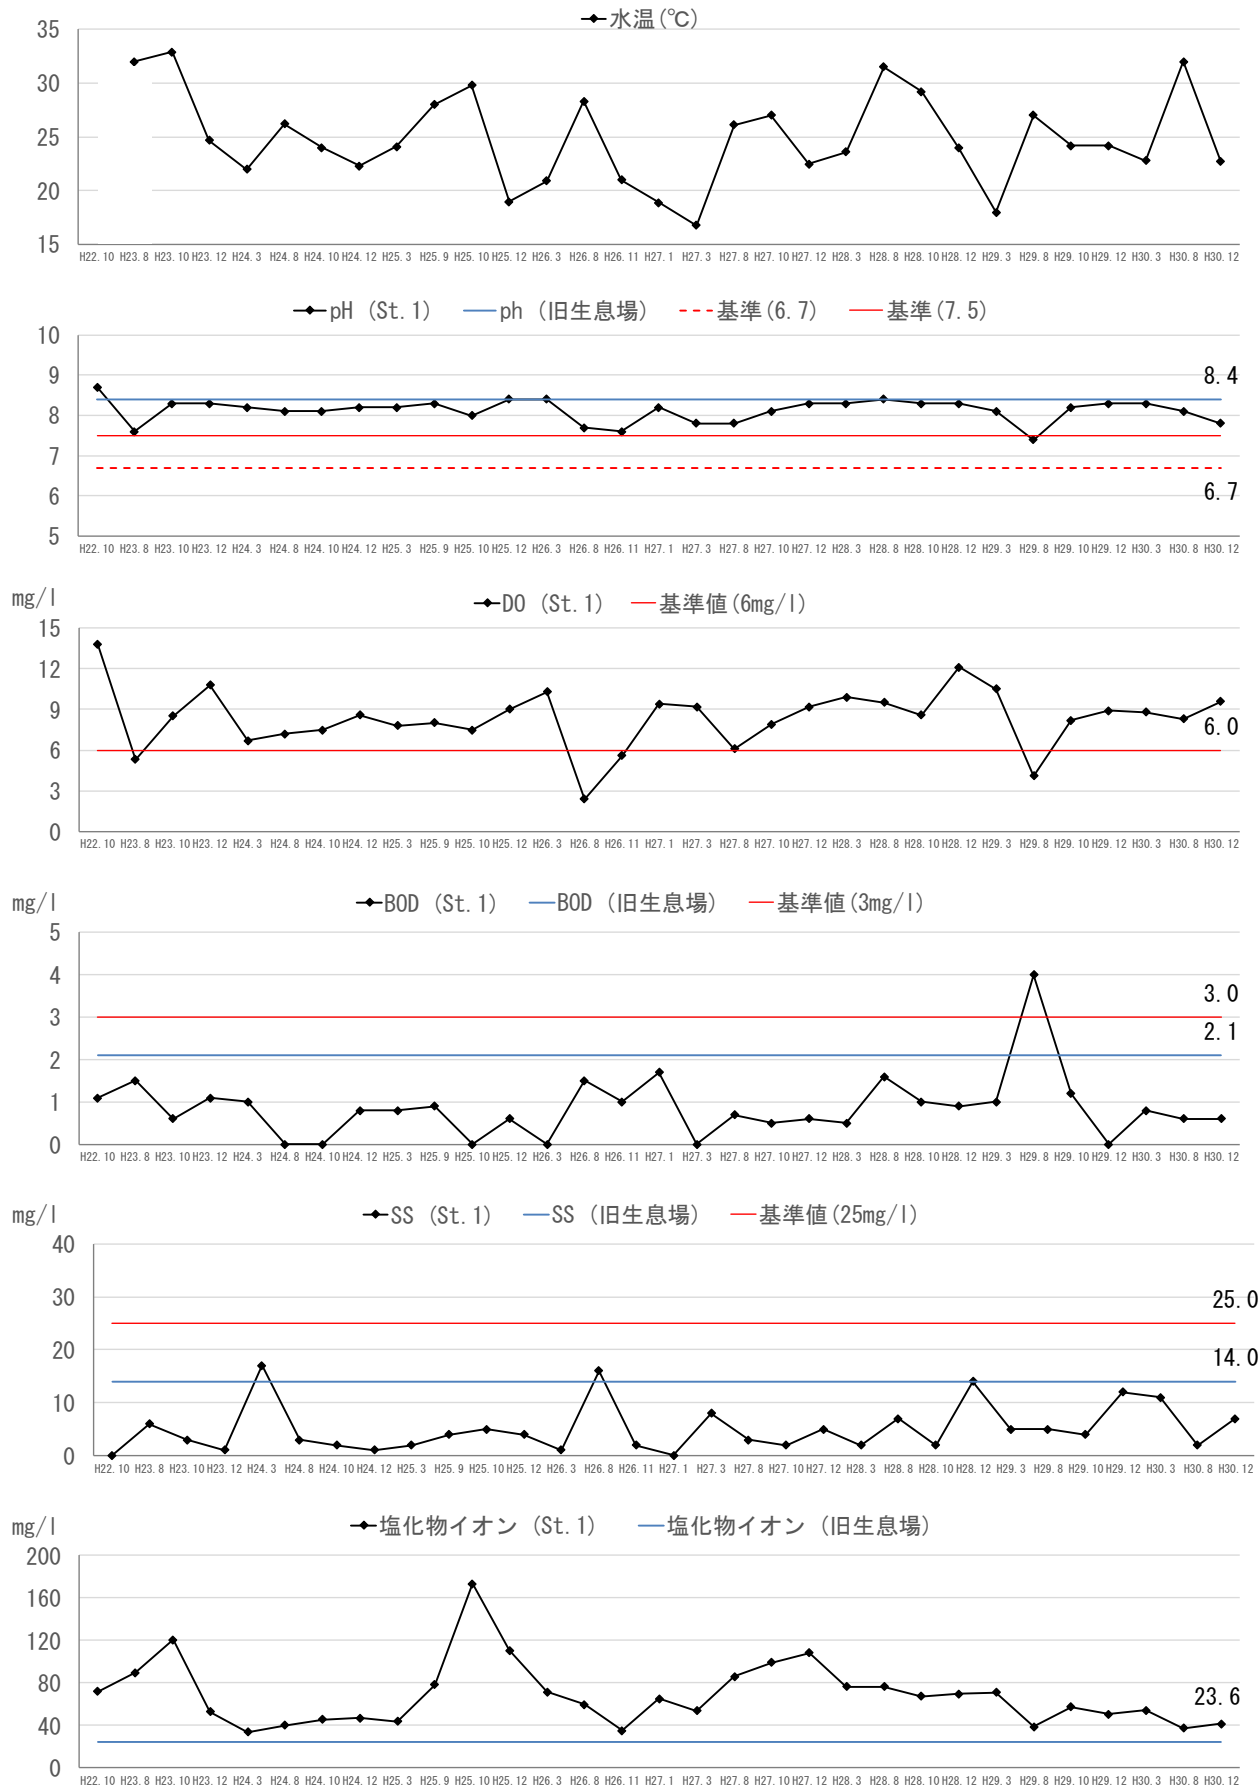 水温(℃)
35
30
25
20
15
H22.10 H23.8 H23.10 H23.12 H24.3 H24.8 H24.10 H24.12 H25.3 H25.9 H25.10 H25.12 H26.3 H26.8 H26.11 H27.1 H27.3 H27.8 H27.10 H27.12 H28.3 H28.8 H28.10 H28.12 H29.3 H29.8 H29.10 H29.12 H30.3 H30.8 H30.12
pH (St.1) ph (旧生息場) 基準(6.7) 基準(7.5)
10
9
8.4
8
7
6.7
6
5
H22.10 H23.8 H23.10 H23.12 H24.3 H24.8 H24.10 H24.12 H25.3 H25.9 H25.10 H25.12 H26.3 H26.8 H26.11 H27.1 H27.3 H27.8 H27.10 H27.12 H28.3 H28.8 H28.10 H28.12 H29.3 H29.8 H29.10 H29.12 H30.3 H30.8 H30.12
mg/l
DO (St.1) 基準値(6mg/l)
15
12
9
6.0
6
3
0
H22.10 H23.8 H23.10 H23.12 H24.3 H24.8 H24.10 H24.12 H25.3 H25.9 H25.10 H25.12 H26.3 H26.8 H26.11 H27.1 H27.3 H27.8 H27.10 H27.12 H28.3 H28.8 H28.10 H28.12 H29.3 H29.8 H29.10 H29.12 H30.3 H30.8 H30.12
mg/l
BOD (St.1) BOD (旧生息場) 基準値(3mg/l)
5
4
3.0
3
2.1
2
1
0
H22.10 H23.8 H23.10 H23.12 H24.3 H24.8 H24.10 H24.12 H25.3 H25.9 H25.10 H25.12 H26.3 H26.8 H26.11 H27.1 H27.3 H27.8 H27.10 H27.12 H28.3 H28.8 H28.10 H28.12 H29.3 H29.8 H29.10 H29.12 H30.3 H30.8 H30.12
mg/l
SS (St.1) SS (旧生息場) 基準値(25mg/l)
40
30
25.0
20
14.0
10
0
H22.10 H23.8 H23.10 H23.12 H24.3 H24.8 H24.10 H24.12 H25.3 H25.9 H25.10 H25.12 H26.3 H26.8 H26.11 H27.1 H27.3 H27.8 H27.10 H27.12 H28.3 H28.8 H28.10 H28.12 H29.3 H29.8 H29.10 H29.12 H30.3 H30.8 H30.12
mg/l
塩化物イオン (St.1) 塩化物イオン (旧生息場)
200
160
120
80
23.6
40
0
H22.10 H23.8 H23.10 H23.12 H24.3 H24.8 H24.10 H24.12 H25.3 H25.9 H25.10 H25.12 H26.3 H26.8 H26.11 H27.1 H27.3 H27.8 H27.10 H27.12 H28.3 H28.8 H28.10 H28.12 H29.3 H29.8 H29.10 H29.12 H30.3 H30.8 H30.12